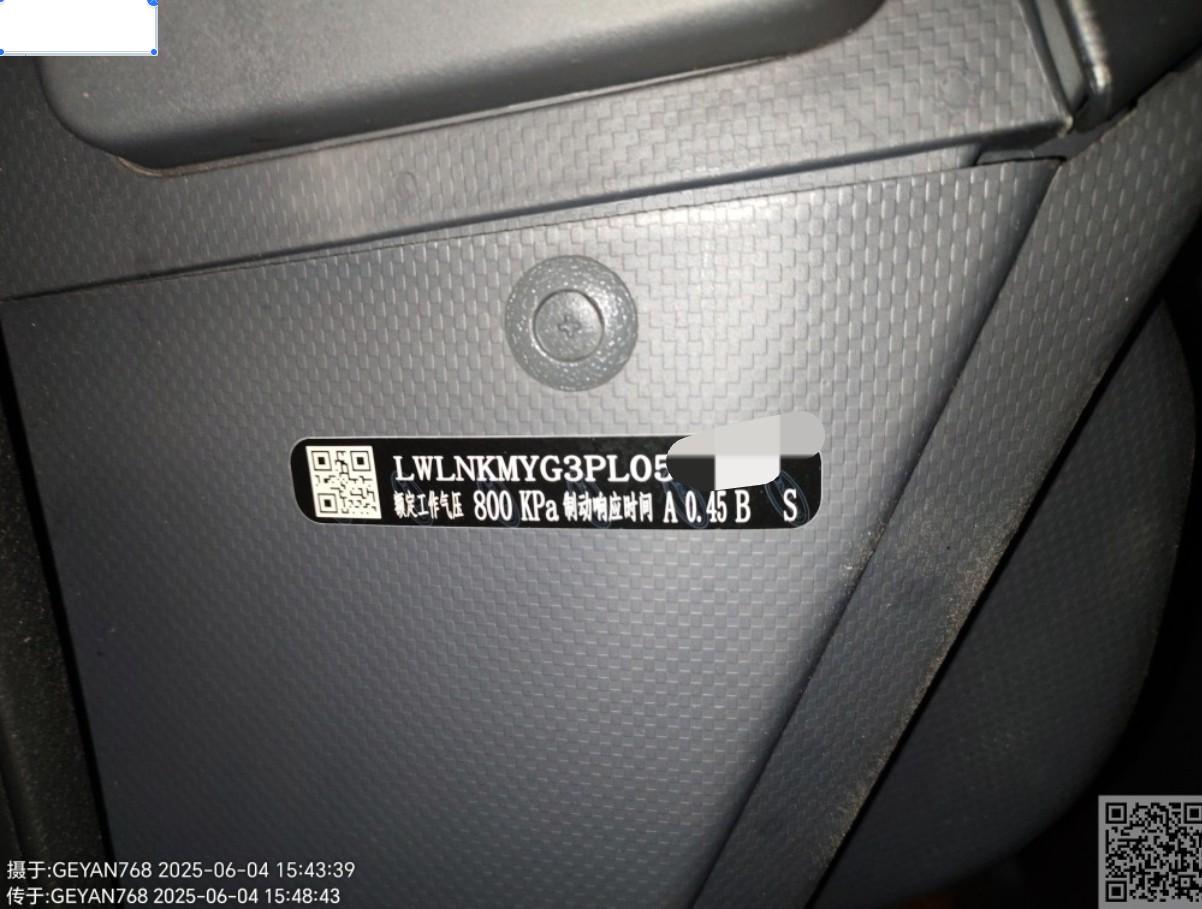 LWLNKMYG3PL05
额定工作气压 800 KPa 制动响应时间 A 0.45 B S
摄于:GEYAN768 2025-06-04 15:43:39
传于:GEYAN768 2025-06-04 15:48:43